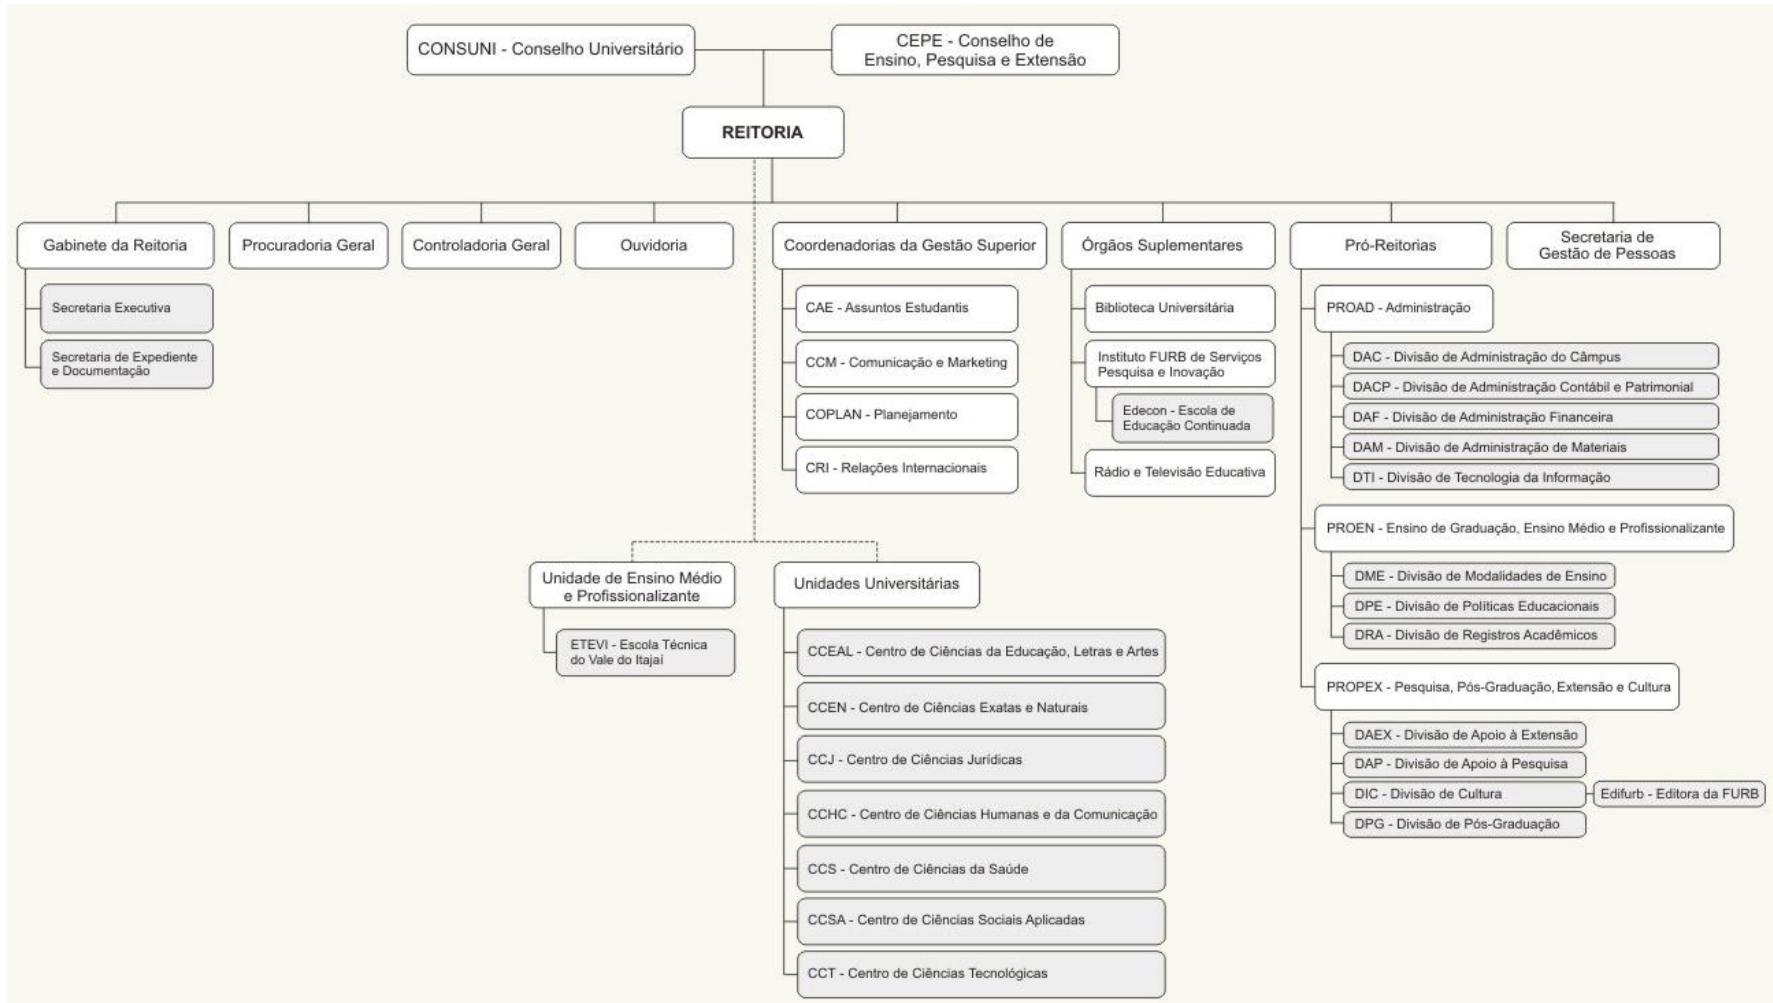 CONSUNI - Conselho Universitário
CEPE - Conselho de
Ensino, Pesquisa e Extensão
REITORIA
Gabinete da Reitoria
Secretaria Executiva
Secretaria de Expediente
e Documentação
Procuradoria Geral
Controladoria Geral
Ouvidoria
Coordenadorias da Gestão Superior
CAE - Assuntos Estudantis
CCM - Comunicação e Marketing
COPLAN - Planejamento
CRI - Relações Internacionais
Órgãos Suplementares
Biblioteca Universitária
Instituto FURB de Serviços
Pesquisa e Inovação
Edecon - Escola de
Educação Continuada
Rádio e Televisão Educativa
Pró-Reitorias
PROAD - Administração
DAC - Divisão de Administração do Câmpus
DACP - Divisão de Administração Contábil e Patrimonial
DAF - Divisão de Administração Financeira
DAM - Divisão de Administração de Materiais
DTI - Divisão de Tecnologia da Informação
PROEN - Ensino de Graduação, Ensino Médio e Profissionalizante
DME - Divisão de Modalidades de Ensino
DPE - Divisão de Políticas Educacionais
DRA - Divisão de Registros Acadêmicos
PROPEX - Pesquisa, Pós-Graduação, Extensão e Cultura
DAEX - Divisão de Apoio à Extensão
DAP - Divisão de Apoio à Pesquisa
DIC - Divisão de Cultura
Edifurb - Editora da FURB
DPG - Divisão de Pós-Graduação
Secretaria de
Gestão de Pessoas
Unidade de Ensino Médio
e Profissionalizante
ETEVI - Escola Técnica
do Vale do Itajaí
Unidades Universitárias
CCEAL - Centro de Ciências da Educação, Letras e Artes
CCEN - Centro de Ciências Exatas e Naturais
CCJ - Centro de Ciências Jurídicas
CCHC - Centro de Ciências Humanas e da Comunicação
CCS - Centro de Ciências da Saúde
CCSA - Centro de Ciências Sociais Aplicadas
CCT - Centro de Ciências Tecnológicas